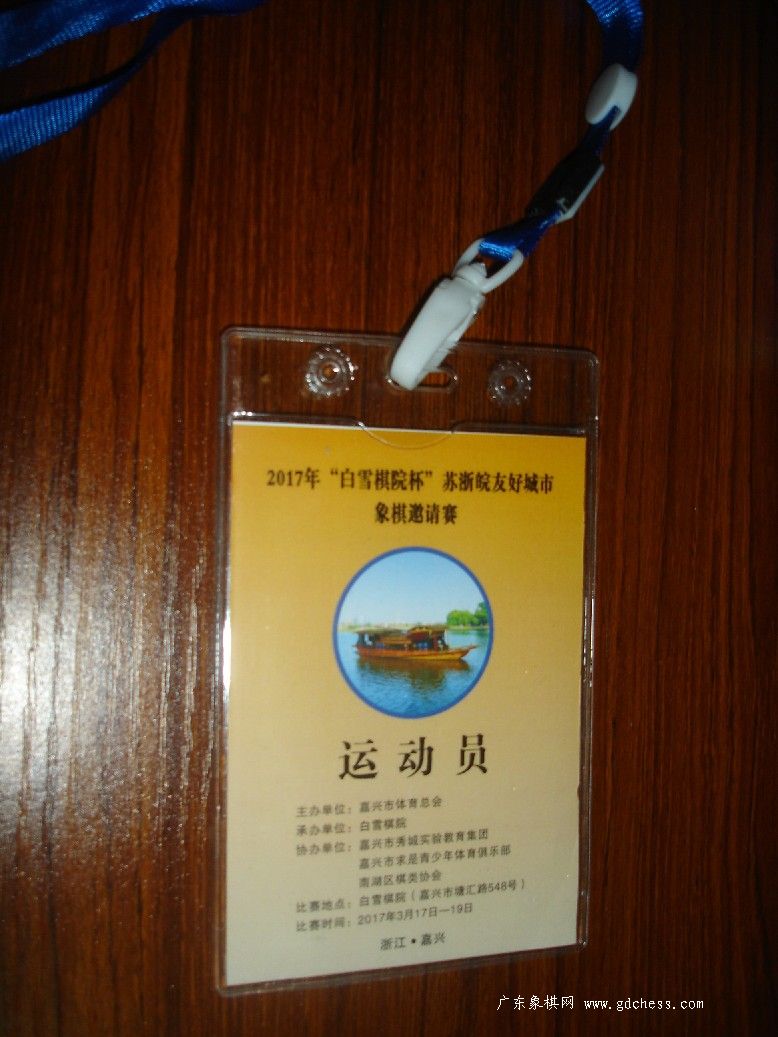 2017年“白雪棋院杯”苏浙皖友好城市
象棋邀请赛
运动员
主办单位：嘉兴市体育总会
承办单位：白雪棋院
协办单位：嘉兴市秀城实验教育集团
嘉兴市求是青少年体育俱乐部
南湖区棋类协会
比赛地点：白雪棋院（嘉兴市塘汇路548号）
比赛时间：2017年3月17日—19日
浙江·嘉兴
广东象棋网 www.gdchess.com